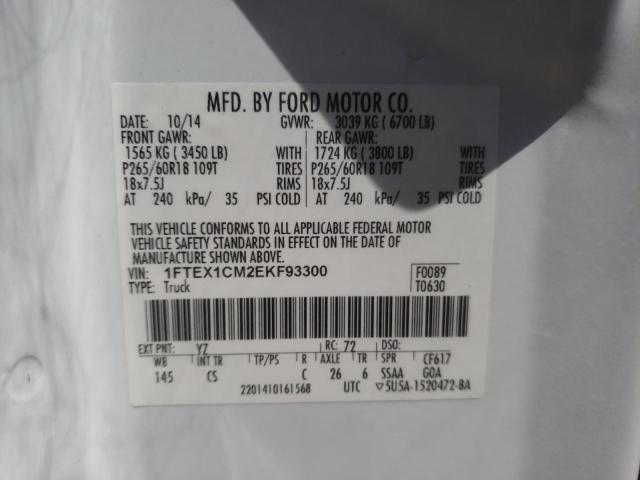 MFD. BY FORD MOTOR CO.
DATE: 10/14 GVWR: 3039 KG ( 6700 LB)
FRONT GAWR: REAR GAWR:
1565 KG ( 3450 LB) WITH 1724 KG ( 3800 LB) WITH
P265/60R18 109T TIRES P265/60R18 109T TIRES
18x7.5J RIMS 18x7.5J RIMS
AT 240 kPa/ 35 PSI COLD AT 240 kPa/ 35 PSI COLD
THIS VEHICLE CONFORMS TO ALL APPLICABLE FEDERAL MOTOR
VEHICLE SAFETY STANDARDS IN EFFECT ON THE DATE OF
MANUFACTURE SHOWN ABOVE.
VIN: 1FTEX1CM2EKF93300 F0089
TYPE: Truck T0630
EXT PNT: YZ RC: 72 DSO:
WB INT TR TP/PS R AXLE TR SPR CF617
145 CS C 26 6 SSAA GOA
2201410161568 UTC ▽5U5A-1520472-BA